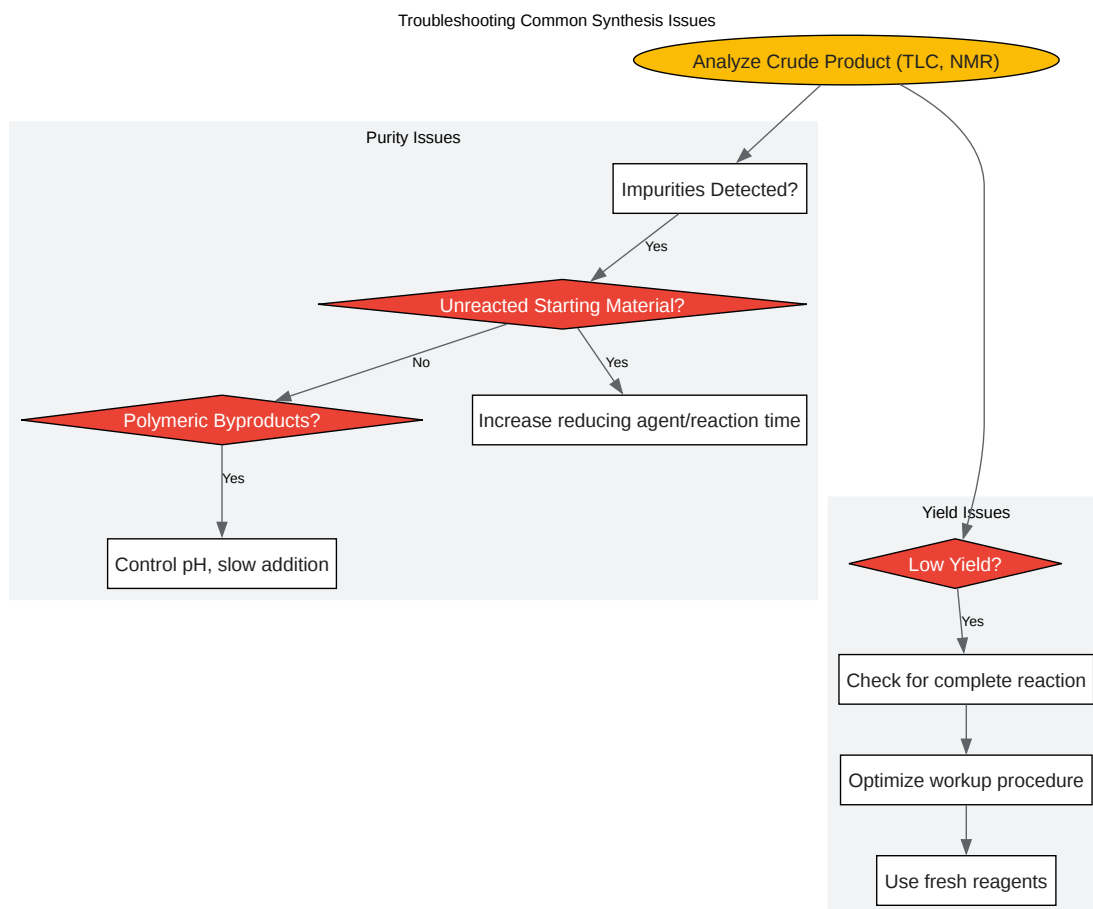 Troubleshooting Common Synthesis Issues
Analyze Crude Product (TLC, NMR)
Purity Issues
Impurities Detected?
Yes
Unreacted Starting Material?
No
Yes
Polymeric Byproducts?
Increase reducing agent/reaction time
Yes
Control pH, slow addition
Yield Issues
Low Yield?
Yes
Check for complete reaction
Optimize workup procedure
Use fresh reagents